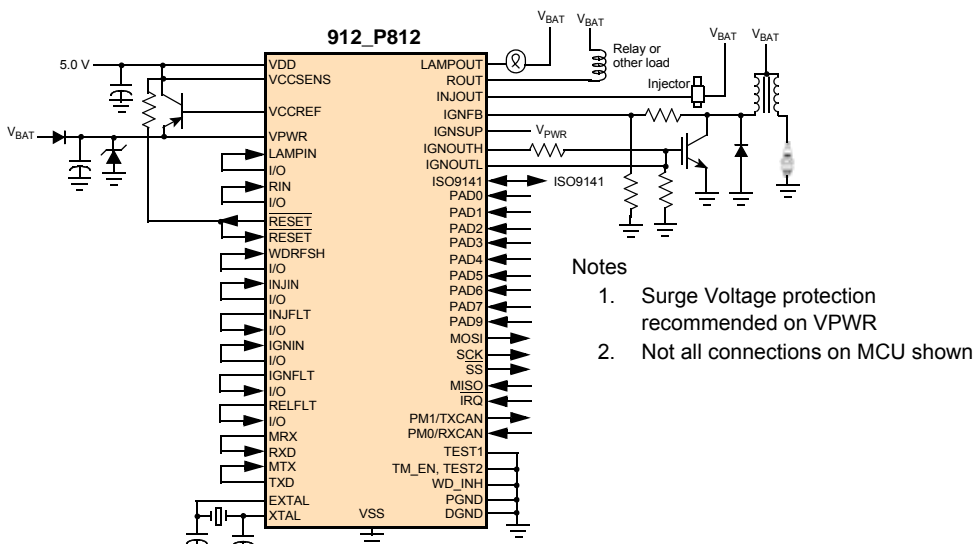 912_P812
5.0 V
VBAT
VDD
VCCSENS
VCCREF
VPWR
LAMPIN
I/O
RIN
I/O
RESET
RESET
WDRFSH
I/O
INJIN
I/O
INJFLT
I/O
IGNIN
I/O
IGNFLT
I/O
RELFLT
I/O
MRX
RXD
MTX
TXD
EXTAL
XTAL
VSS
LAMPOUT
ROUT
INJOUT
IGNFB
IGNSUP
IGNOUTH
IGNOUTL
ISO9141
PAD0
PAD1
PAD2
PAD3
PAD4
PAD5
PAD6
PAD7
PAD9
MOSI
SCK
SS
MISO
IRQ
PM1/TXCAN
PM0/RXCAN
TEST1
TM_EN, TEST2
WD_INH
PGND
DGND
VBAT
VBAT
Relay or
other load
VBAT
VBAT
Injector
VPWR
ISO9141
Notes
1. Surge Voltage protection
recommended on VPWR
2. Not all connections on MCU shown